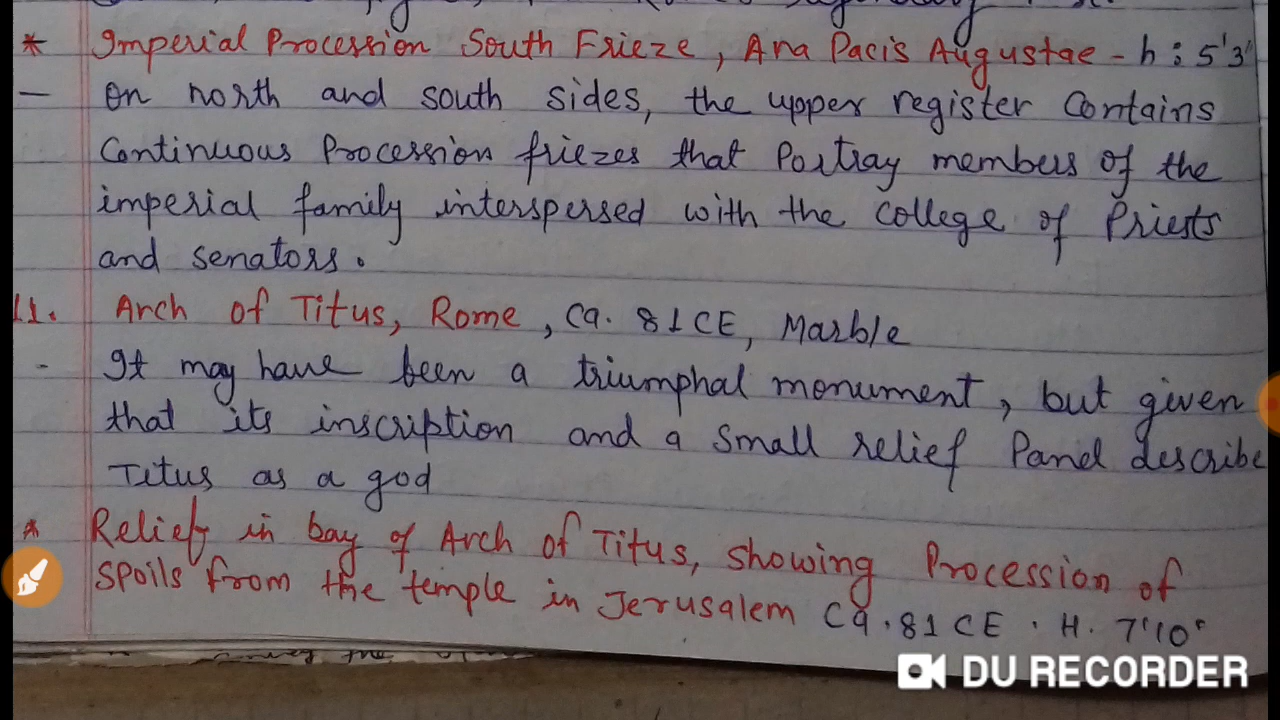 * Imperial Procession South Frieze, Ara Pacis Augustae - h: 5'3"
— On north and south sides, the upper register contains
Continuous Procession friezes that Portray members of the
imperial family interspersed with the college of Priests
and senators.
11. Arch of Titus, Rome, Ca. 81CE, Marble
- It may have been a triumphal monument, but given
that its inscription and a small relief Panel describe
Titus as a god
* Relief in bay of Arch of Titus, showing Procession of
spoils from the temple in Jerusalem Ca. 81 CE. H. 7'10"
DU RECORDER